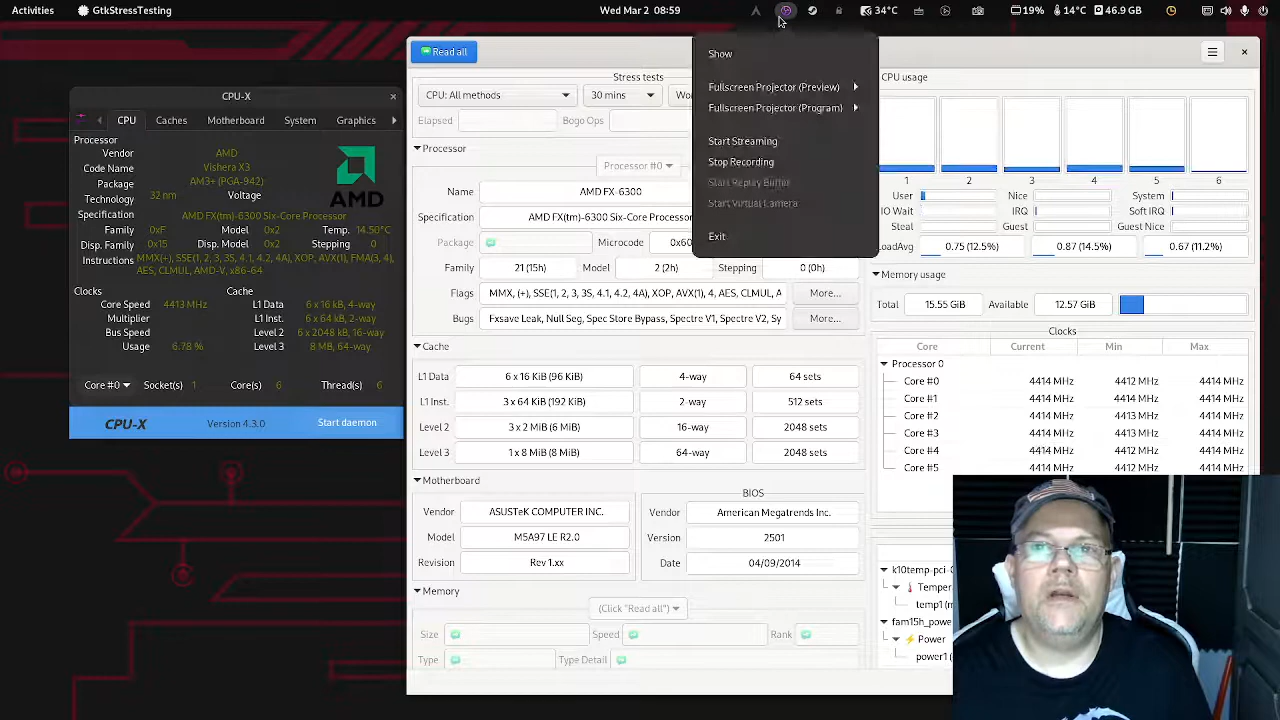 Activities GtkStressTesting Wed Mar 2 08:59 34°C 19% 14°C 46.9 GB
Read all
Show
Fullscreen Projector (Preview)
Fullscreen Projector (Program)
Start Streaming
Stop Recording
Start Replay Buffer
Start Virtual Camera
Exit
CPU-X
CPU Caches Motherboard System Graphics
Processor
Vendor AMD
Code Name Vishera X3
Package AM3+ (PGA-942)
Technology 32 nm Voltage
Specification AMD FX(tm)-6300 Six-Core Processor
Family 0xF Model 0x2 Temp. 14.50°C
Disp. Family 0x15 Disp. Model 0x2 Stepping 0
Instructions MMX(+), SSE(1, 2, 3, 3S, 4.1, 4.2, 4A), XOP, AVX(1), FMA(3, 4),
AES, CLMUL, AMD-V, x86-64
AMD
Clocks Cache
Core Speed 4413 MHz L1 Data 6 x 16 kB, 4-way
Multiplier L1 Inst. 6 x 64 kB, 2-way
Bus Speed Level 2 6 x 2048 kB, 16-way
Usage 6.78 % Level 3 8 MB, 64-way
Core #0 Socket(s) 1 Core(s) 6 Thread(s) 6
CPU-X Version 4.3.0 Start daemon
Stress tests
CPU: All methods 30 mins
Elapsed Bogo Ops
Processor
Processor #0
Name AMD FX-6300
Specification AMD FX(tm)-6300 Six-Core Processor
Package Microcode
Family 21 (15h) Model 2 (2h) Stepping 0 (0h)
Flags MMX, (+), SSE(1, 2, 3, 3S, 4.1, 4.2, 4A), XOP, AVX(1), 4, AES, CLMUL, A More...
Bugs Fxsave Leak, Null Seg, Spec Store Bypass, Spectre V1, Spectre V2, Sy More...
Cache
L1 Data 6 x 16 KiB (96 KiB) 4-way 64 sets
L1 Inst. 3 x 64 KiB (192 KiB) 2-way 512 sets
Level 2 3 x 2 MiB (6 MiB) 16-way 2048 sets
Level 3 1 x 8 MiB (8 MiB) 64-way 2048 sets
Motherboard
Vendor ASUSTeK COMPUTER INC.
Model M5A97 LE R2.0
Revision Rev 1.xx
BIOS
Vendor American Megatrends Inc.
Version 2501
Date 04/09/2014
Memory
(Click "Read all")
Size Speed Rank
Type Type Detail
CPU usage
1 2 3 4 5 6
User Nice System
IO Wait IRQ Soft IRQ
Steal Guest Guest Nice
LoadAvg 0.75 (12.5%) 0.87 (14.5%) 0.67 (11.2%)
Memory usage
Total 15.55 GiB Available 12.57 GiB
Clocks
Core Current Min Max
Processor 0
Core #0 4414 MHz 4412 MHz 4414 MHz
Core #1 4414 MHz 4412 MHz 4414 MHz
Core #2 4414 MHz 4413 MHz 4414 MHz
Core #3 4414 MHz 4413 MHz 4414 MHz
Core #4 4414 MHz 4412 MHz 4414 MHz
Core #5 4414 MHz 4412 MHz 4414 MHz
k10temp-pci-
Temper
temp1
fam15h_power
Power
power1